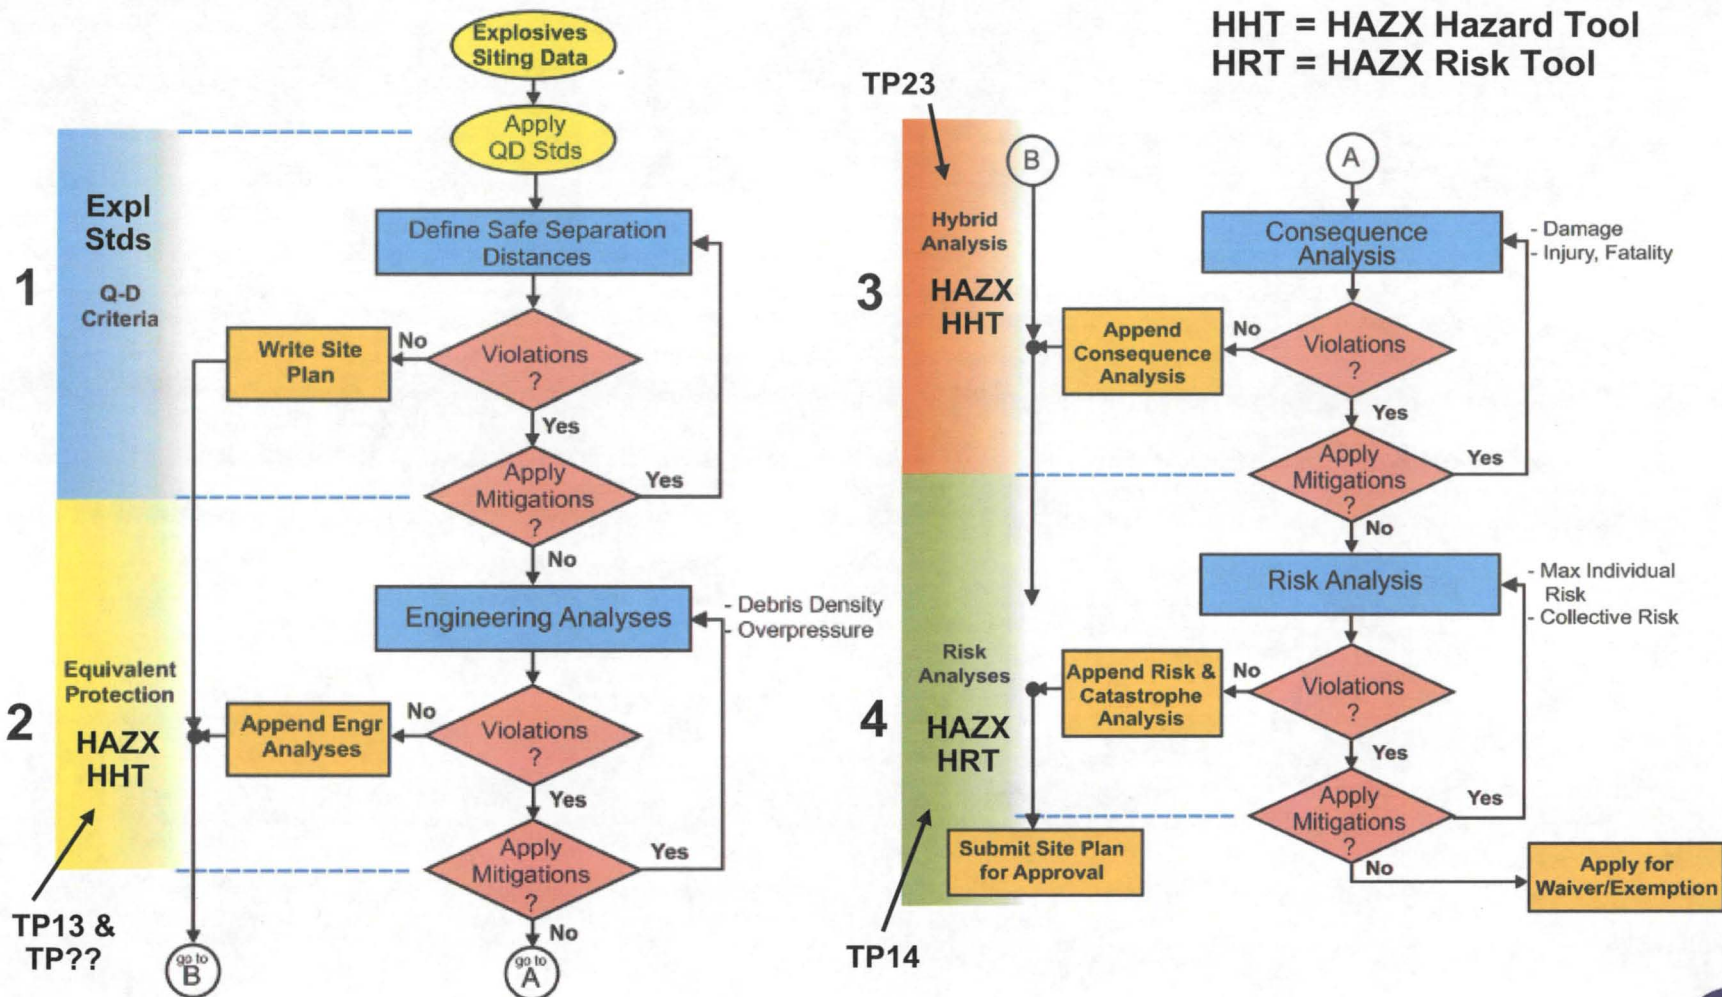 HHT = HAZX Hazard Tool
HRT = HAZX Risk Tool
Explosives
Siting Data
Apply
QD Stds
1
Expl
Stds
Q-D
Criteria
Define Safe Separation
Distances
Write Site
Plan
No
Violations
?
Yes
Apply
Mitigations
?
Yes
No
2
Equivalent
Protection
HAZX
HHT
TP13 &
TP??
Engineering Analyses
- Debris Density
- Overpressure
Append Engr
Analyses
No
Violations
?
Yes
Apply
Mitigations
?
Yes
No
go to
B
go to
A
TP23
B
A
3
Hybrid
Analysis
HAZX
HHT
Consequence
Analysis
- Damage
- Injury, Fatality
Append
Consequence
Analysis
No
Violations
?
Yes
Apply
Mitigations
?
Yes
No
4
Risk
Analyses
HAZX
HRT
TP14
Risk Analysis
- Max Individual
Risk
- Collective Risk
Append Risk &
Catastrophe
Analysis
No
Violations
?
Yes
Apply
Mitigations
?
Yes
No
Submit Site Plan
for Approval
Apply for
Waiver/Exemption